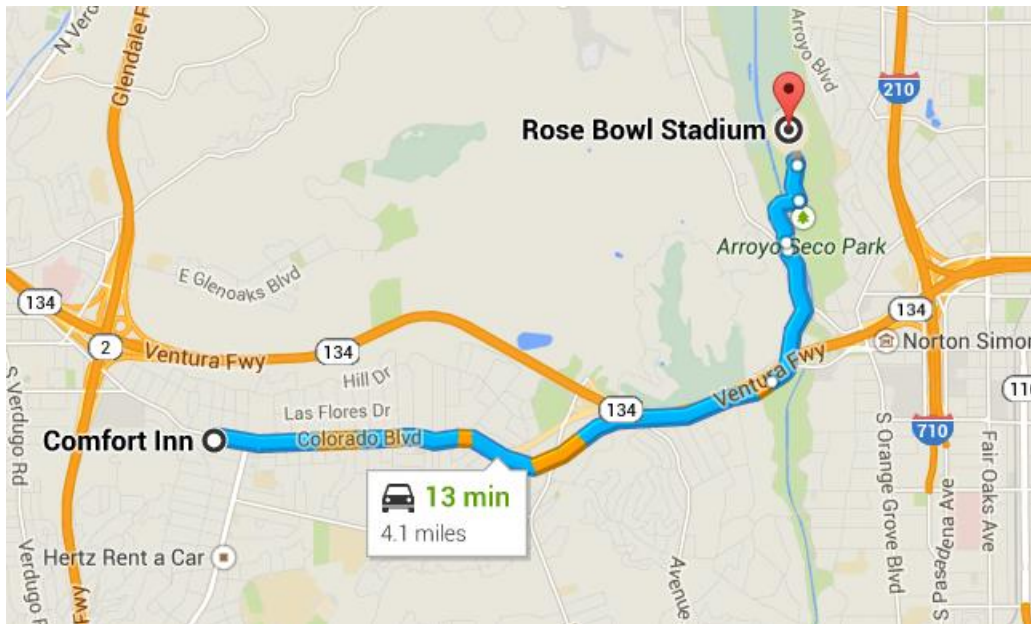 N Verd
Glendale F
Arroyo Blvd
210
Rose Bowl Stadium
Arroyo Seco Park
E Glenoaks Blvd
134
134
2
Ventura Fwy
134
Norton Simon
Hill Dr
Ventura Fwy
134
110
S Verdugo Rd
Las Flores Dr
Comfort Inn
Colorado Blvd
710
13 min
4.1 miles
S Orange Grove Blvd
Fair Oaks Ave
S Pasadena Ave
Hertz Rent a Car
Avenue
Verdugo R
Fwy